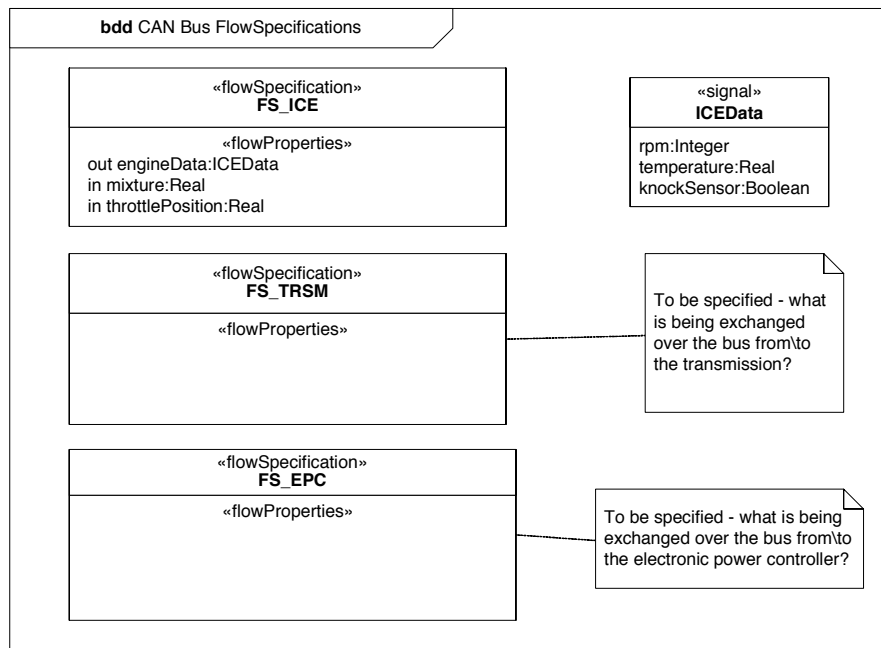 bdd CAN Bus FlowSpecifications
«flowSpecification»
FS_ICE
«flowProperties»
out engineData:ICEData
in mixture:Real
in throttlePosition:Real
«signal»
ICEData
rpm:Integer
temperature:Real
knockSensor:Boolean
«flowSpecification»
FS_TRSM
«flowProperties»
To be specified - what
is being exchanged
over the bus from\to
the transmission?
«flowSpecification»
FS_EPC
«flowProperties»
To be specified - what is being
exchanged over the bus from\to
the electronic power controller?